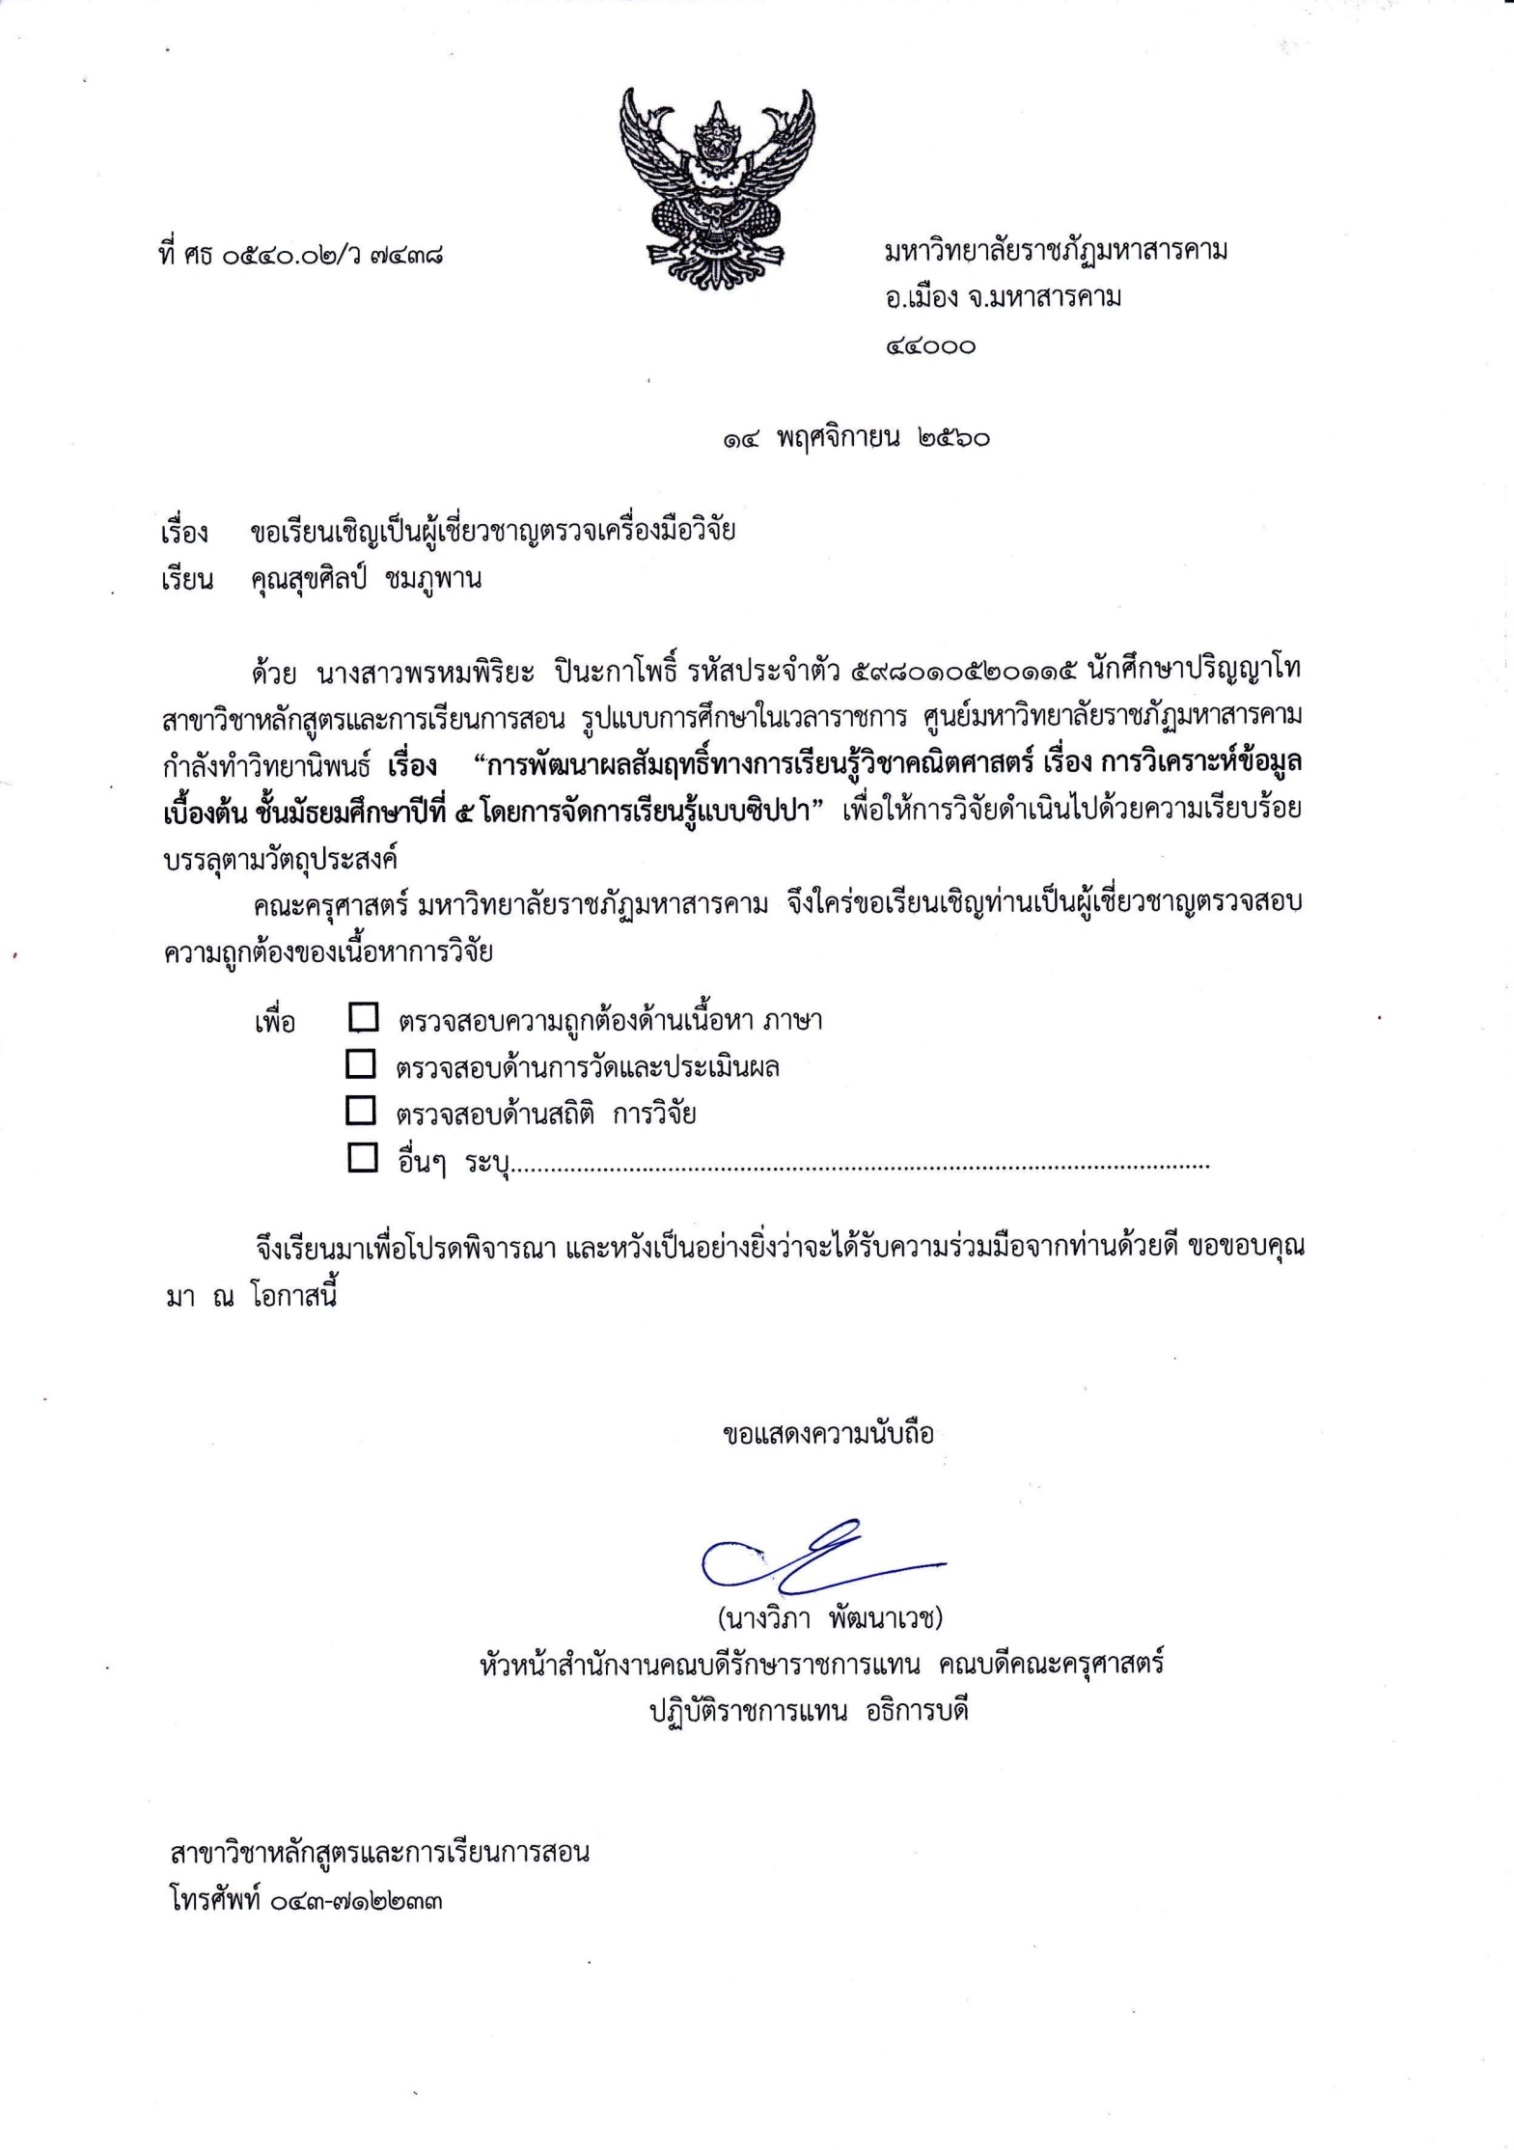 ที่ ศธ ๐๕๔๐.๐๒/ว ๗๔๓๘
มหาวิทยาลัยราชภัฏมหาสารคาม
อ.เมือง จ.มหาสารคาม
๔๔๐๐๐
๑๔ พฤศจิกายน ๒๕๖๐
เรื่อง ขอเรียนเชิญเป็นผู้เชี่ยวชาญตรวจเครื่องมือวิจัย
เรียน คุณสุขศิลป์ ชมภูพาน
ด้วย นางสาวพรหมพิริยะ ปินะกาโพธิ์ รหัสประจำตัว ๕๙๘๐๑๐๕๒๐๑๑๕ นักศึกษาปริญญาโท
สาขาวิชาหลักสูตรและการเรียนการสอน รูปแบบการศึกษาในเวลาราชการ ศูนย์มหาวิทยาลัยราชภัฏมหาสารคาม
กำลังทำวิทยานิพนธ์ เรื่อง “การพัฒนาผลสัมฤทธิ์ทางการเรียนรู้วิชาคณิตศาสตร์ เรื่อง การวิเคราะห์ข้อมูล
เบื้องต้น ชั้นมัธยมศึกษาปีที่ ๕ โดยการจัดการเรียนรู้แบบซิปปา” เพื่อให้การวิจัยดำเนินไปด้วยความเรียบร้อย
บรรลุตามวัตถุประสงค์
คณะครุศาสตร์ มหาวิทยาลัยราชภัฏมหาสารคาม จึงใคร่ขอเรียนเชิญท่านเป็นผู้เชี่ยวชาญตรวจสอบ
ความถูกต้องของเนื้อหาการวิจัย
เพื่อ ☐ ตรวจสอบความถูกต้องด้านเนื้อหา ภาษา
☐ ตรวจสอบด้านการวัดและประเมินผล
☐ ตรวจสอบด้านสถิติ การวิจัย
☐ อื่นๆ ระบุ..........................................................................................................
จึงเรียนมาเพื่อโปรดพิจารณา และหวังเป็นอย่างยิ่งว่าจะได้รับความร่วมมือจากท่านด้วยดี ขอขอบคุณ
มา ณ โอกาสนี้
ขอแสดงความนับถือ
(นางวิภา พัฒนาเวช)
หัวหน้าสำนักงานคณบดีรักษาราชการแทน คณบดีคณะครุศาสตร์
ปฏิบัติราชการแทน อธิการบดี
สาขาวิชาหลักสูตรและการเรียนการสอน
โทรศัพท์ ๐๔๓-๗๑๒๒๓๓